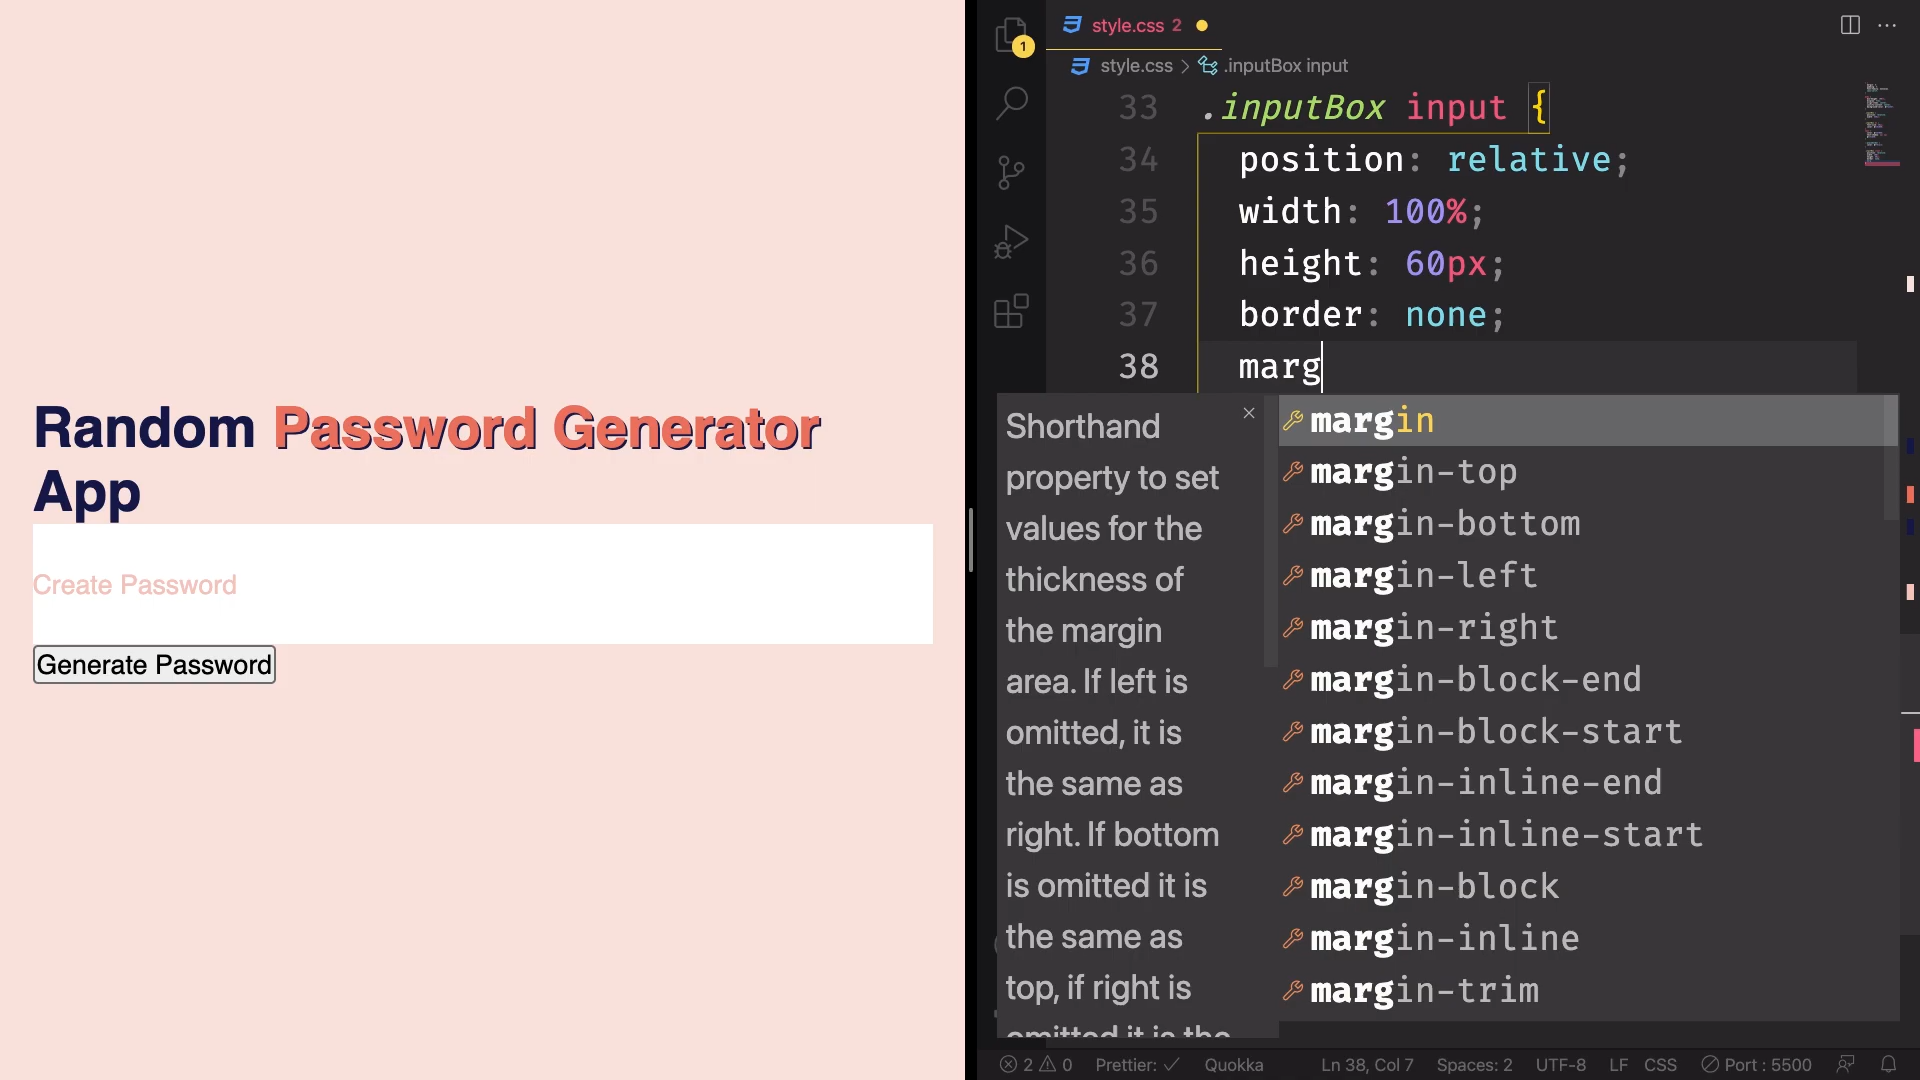 Random Password Generator
App
Create Password
Generate Password
1
style.css 2
style.css > .inputBox input
33 .inputBox input {
34 position: relative;
35 width: 100%;
36 height: 60px;
37 border: none;
38 marg
Shorthand
property to set
values for the
thickness of
the margin
area. If left is
omitted, it is
the same as
right. If bottom
is omitted it is
the same as
top, if right is
omitted it is the
margin
margin-top
margin-bottom
margin-left
margin-right
margin-block-end
margin-block-start
margin-inline-end
margin-inline-start
margin-block
margin-inline
margin-trim
2 0 Prettier: ✓ Quokka Ln 38, Col 7 Spaces: 2 UTF-8 LF CSS Port : 5500